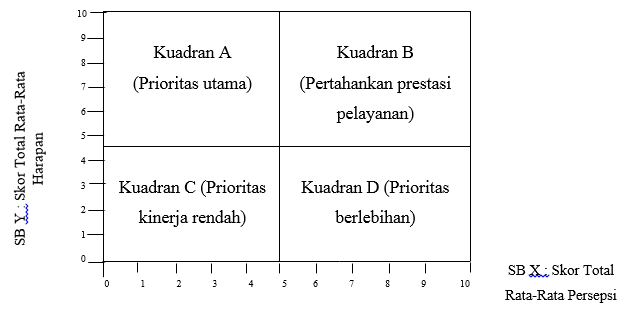 10
9
8
7
6
5
4
3
2
1
0
SB Y : Skor Total Rata-Rata
Harapan
Kuadran A
(Prioritas utama)
Kuadran B
(Pertahankan prestasi
pelayanan)
Kuadran C (Prioritas
kinerja rendah)
Kuadran D (Prioritas
berlebihan)
0 1 2 3 4 5 6 7 8 9 10
SB X : Skor Total
Rata-Rata Persepsi